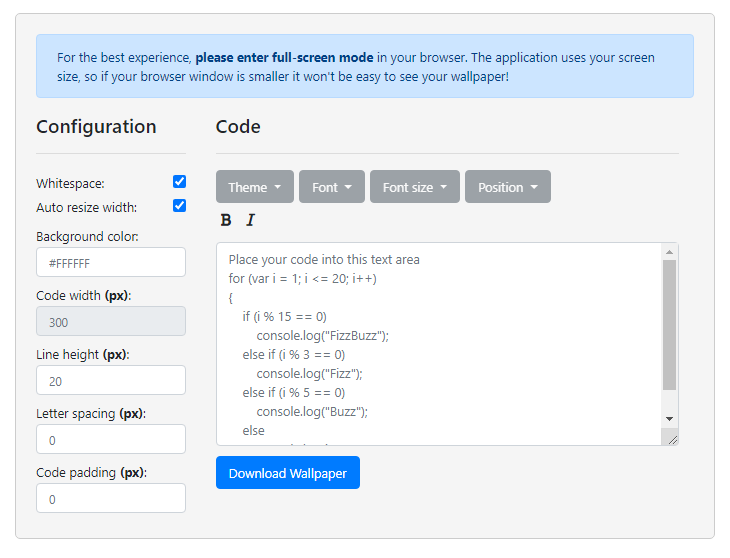 For the best experience, please enter full-screen mode in your browser. The application uses your screen
size, so if your browser window is smaller it won't be easy to see your wallpaper!
Configuration
Whitespace:
Auto resize width:
Background color:
#FFFFFF
Code width (px):
300
Line height (px):
20
Letter spacing (px):
0
Code padding (px):
0
Code
Theme
Font
Font size
Position
B I
Place your code into this text area
for (var i = 1; i <= 20; i++)
{
if (i % 15 == 0)
console.log("FizzBuzz");
else if (i % 3 == 0)
console.log("Fizz");
else if (i % 5 == 0)
console.log("Buzz");
else
Download Wallpaper